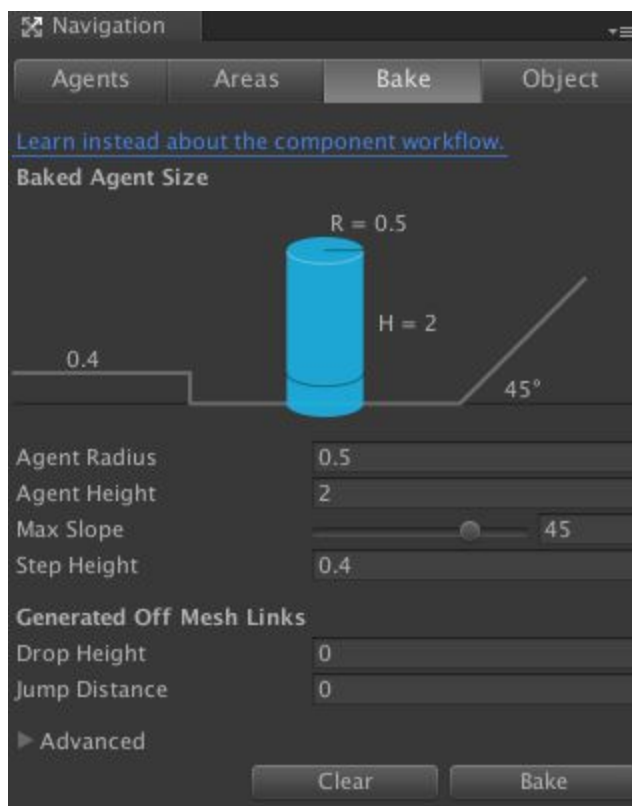 Navigation
Agents Areas Bake Object
Learn instead about the component workflow.
Baked Agent Size
R = 0.5
H = 2
0.4
45°
Agent Radius 0.5
Agent Height 2
Max Slope 45
Step Height 0.4
Generated Off Mesh Links
Drop Height 0
Jump Distance 0
Advanced
Clear Bake